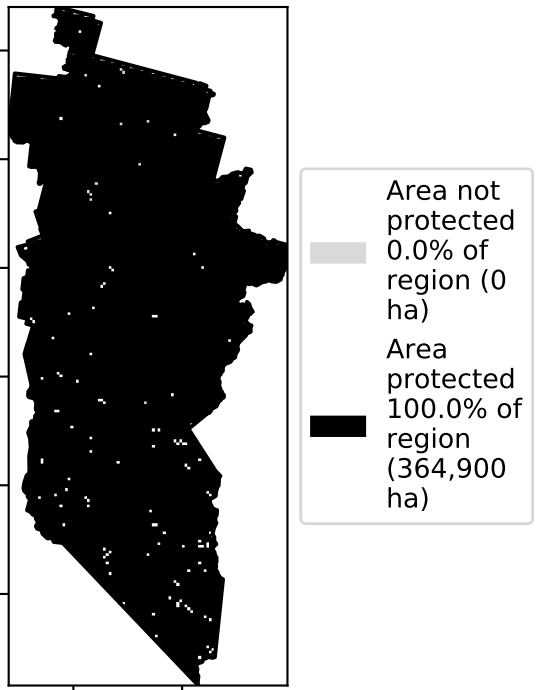 Area not
protected
0.0% of
region (0
ha)
Area
protected
100.0% of
region
(364,900
ha)